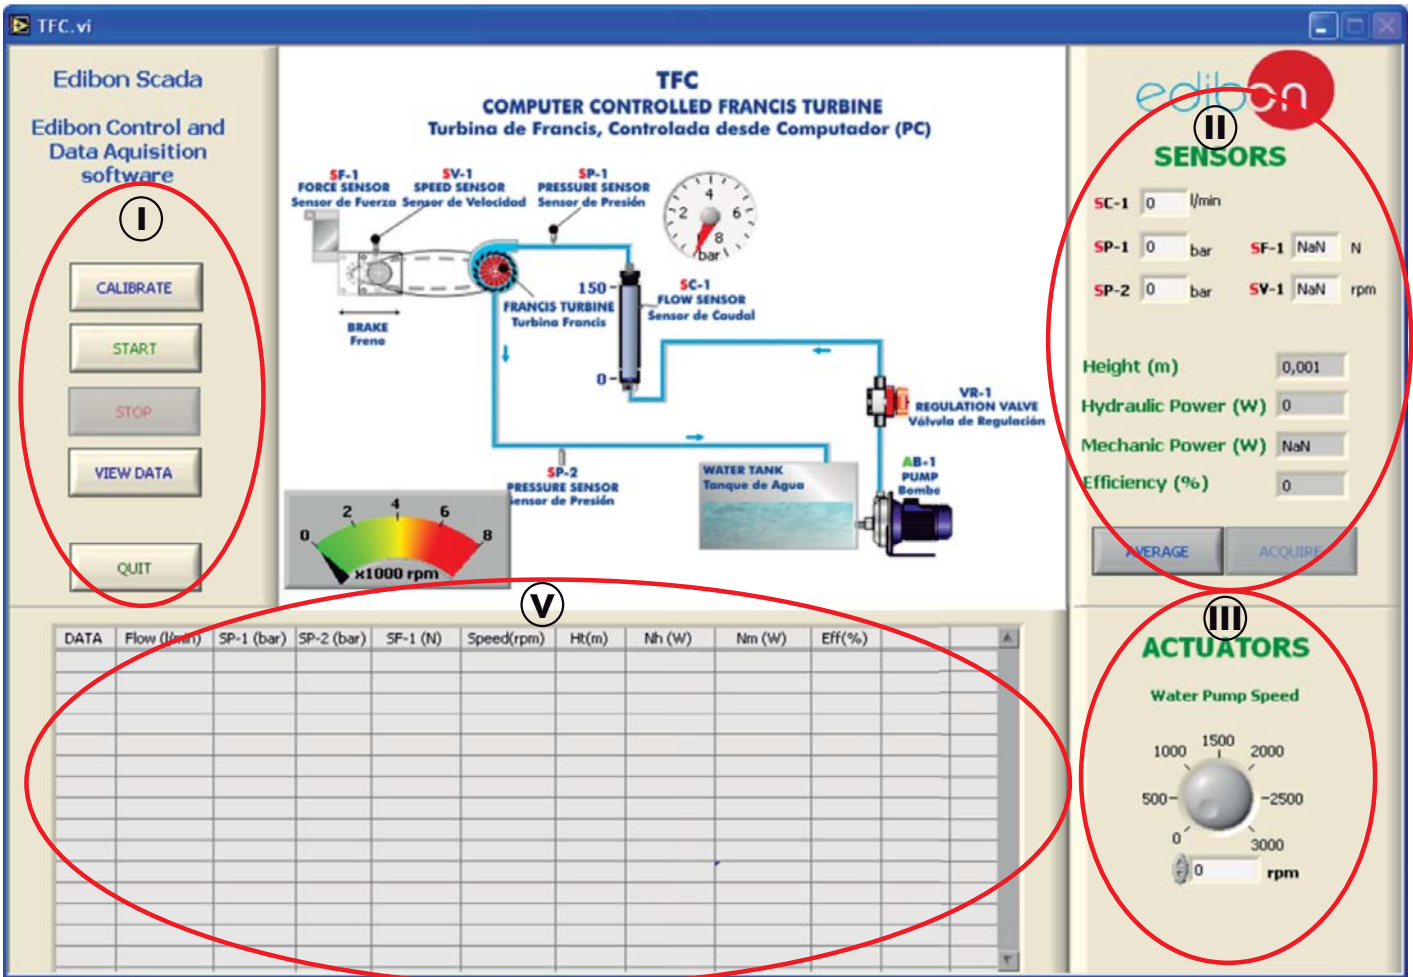 TFC.vi
Edibon Scada
Edibon Control and
Data Aquisition
software
I
CALIBRATE
START
STOP
VIEW DATA
QUIT
TFC
COMPUTER CONTROLLED FRANCIS TURBINE
Turbina de Francis, Controlada desde Computador (PC)
SF-1
FORCE SENSOR
Sensor de Fuerza
SV-1
SPEED SENSOR
Sensor de Velocidad
SP-1
PRESSURE SENSOR
Sensor de Presión
2
4
6
8
bar
150
0
SC-1
FLOW SENSOR
Sensor de Caudal
FRANCIS TURBINE
Turbina Francis
BRAKE
Freno
VR-1
REGULATION VALVE
Válvula de Regulación
SP-2
PRESSURE SENSOR
Sensor de Presión
WATER TANK
Tanque de Agua
AB-1
PUMP
Bomba
0
2
4
6
8
x1000 rpm
edibon
II
SENSORS
SC-1 0 l/min
SP-1 0 bar SF-1 NaN N
SP-2 0 bar SV-1 NaN rpm
Height (m) 0,001
Hydraulic Power (W) 0
Mechanic Power (W) NaN
Efficiency (%) 0
AVERAGE ACQUIRE
V
DATA Flow (l/min) SP-1 (bar) SP-2 (bar) SF-1 (N) Speed(rpm) Ht(m) Nh (W) Nm (W) Eff(%)
III
ACTUATORS
Water Pump Speed
0
500
1000
1500
2000
2500
3000
0 rpm